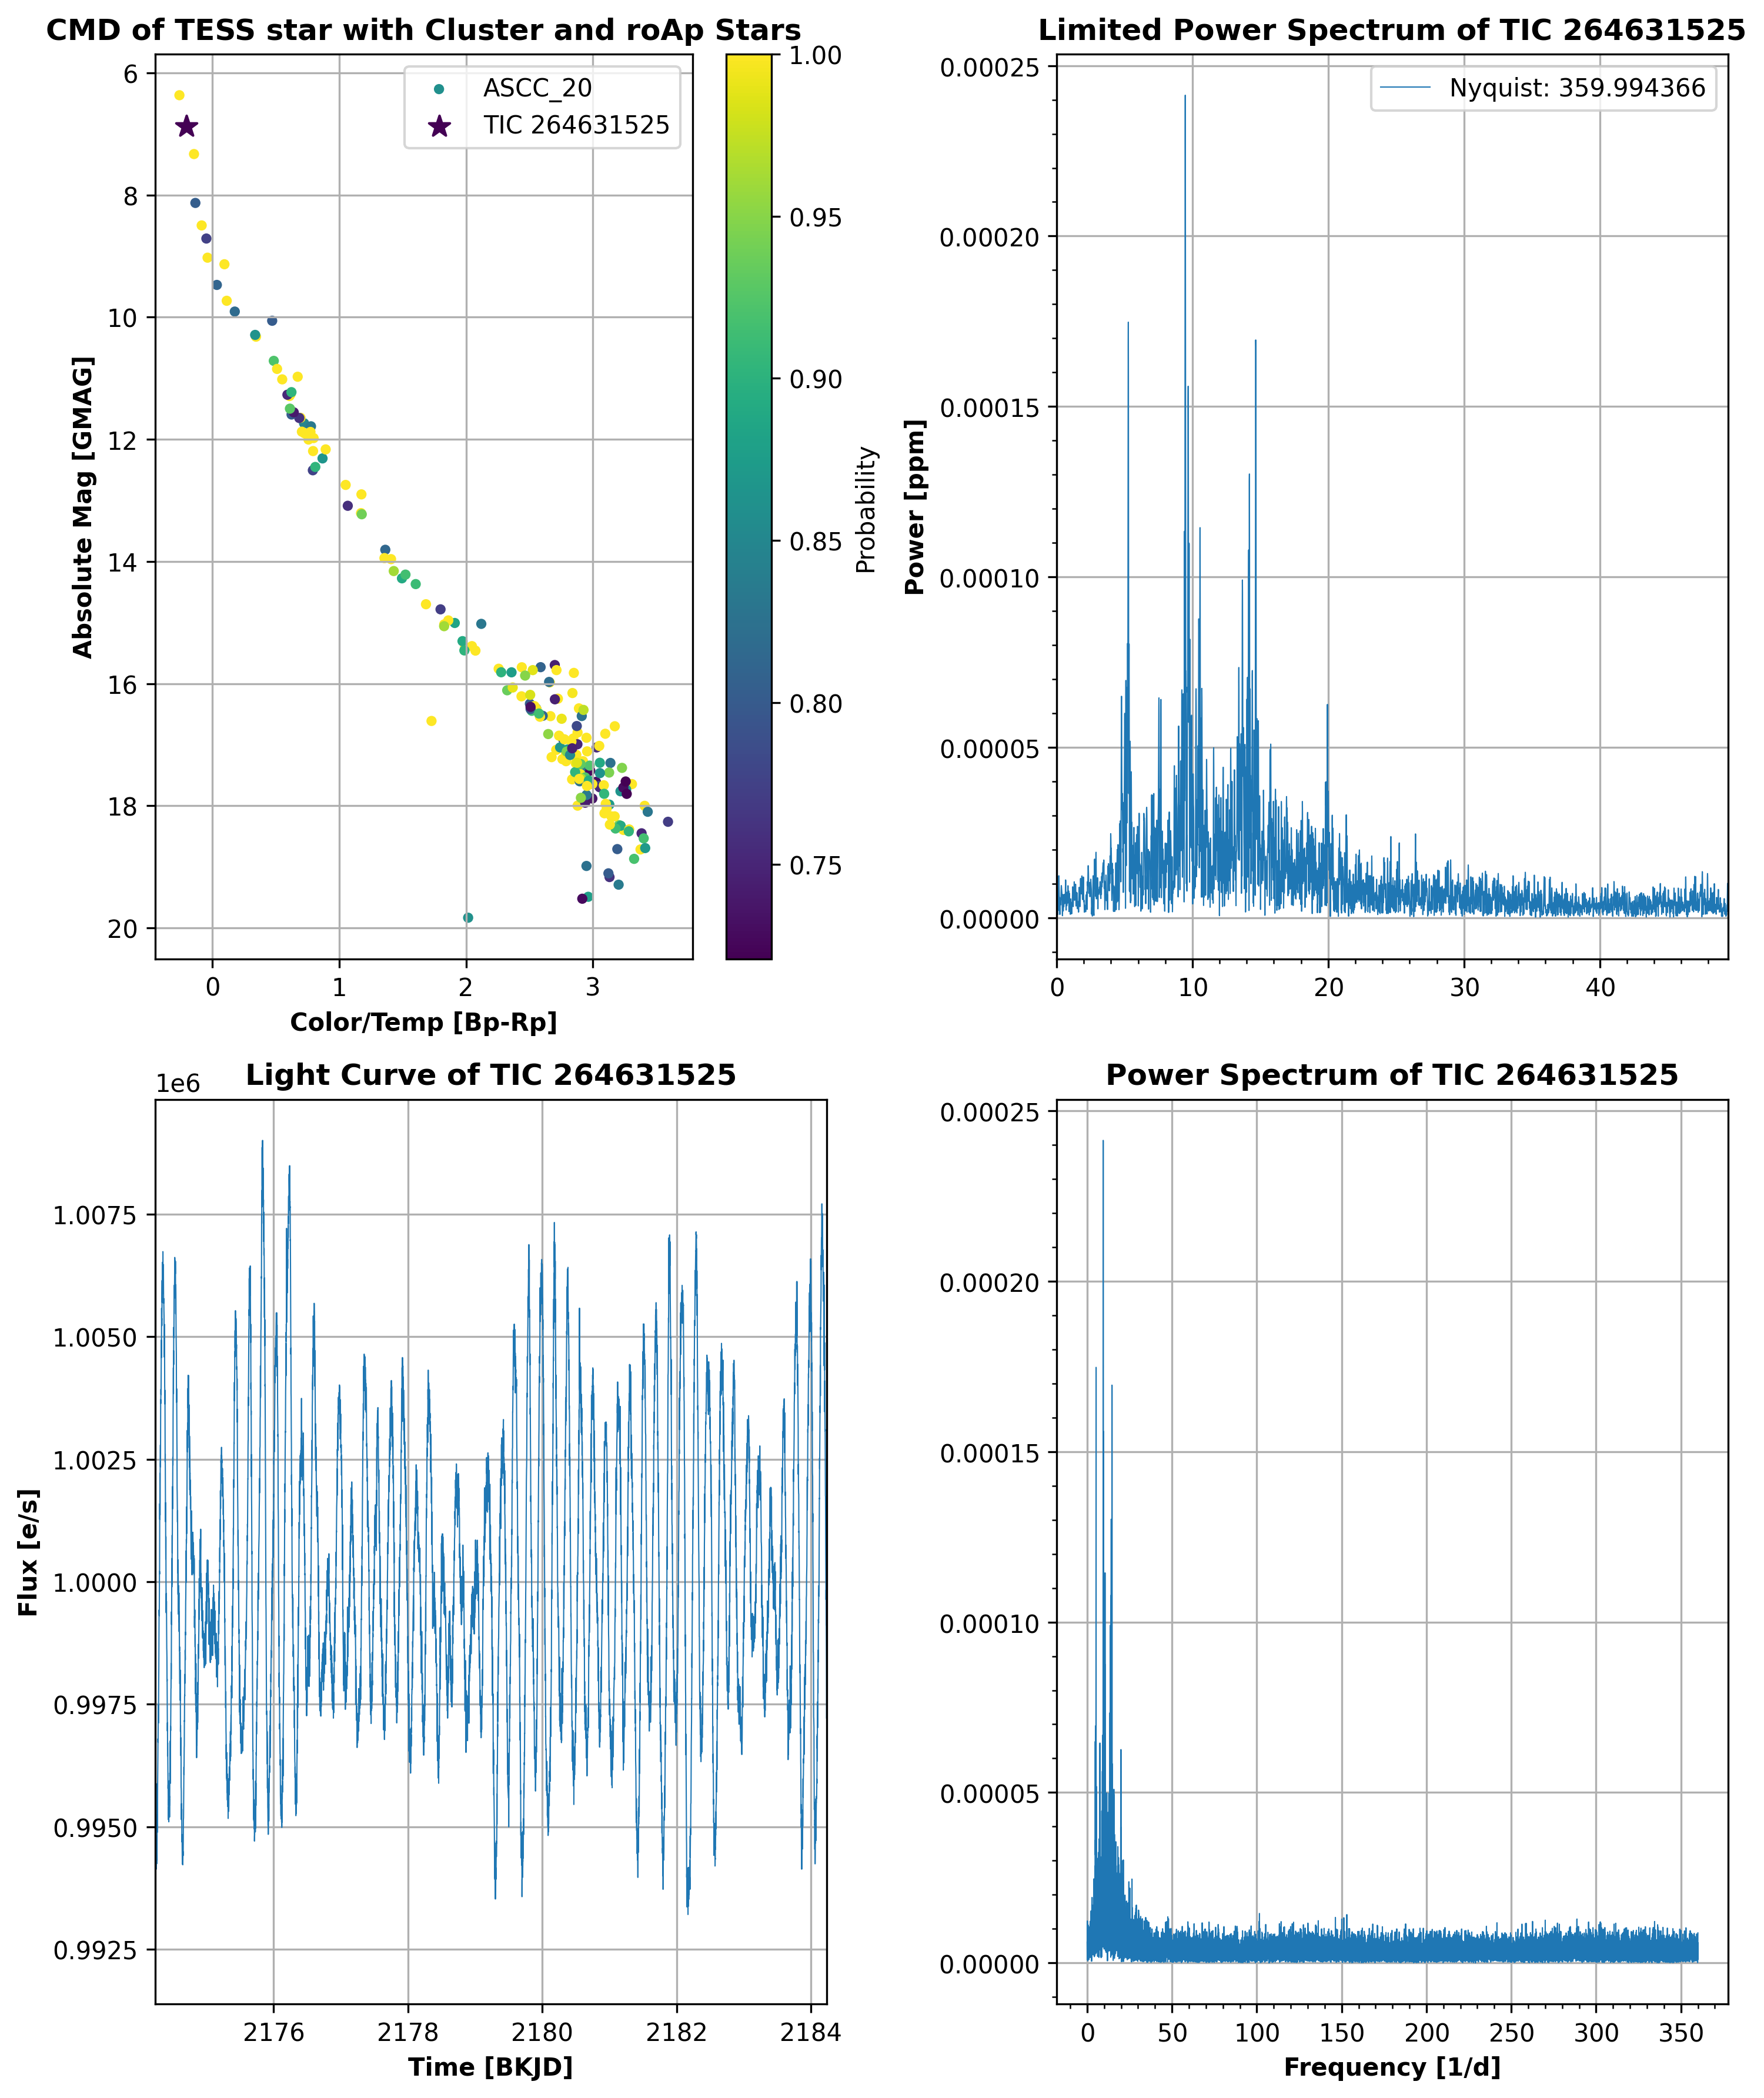 CMD of TESS star with Cluster and roAp Stars
ASCC_20
TIC 264631525
6
8
10
12
14
16
18
20
Absolute Mag [GMAG]
0 1 2 3
Color/Temp [Bp-Rp]
1.00
0.95
0.90
0.85
0.80
0.75
Probability
Limited Power Spectrum of TIC 264631525
Nyquist: 359.994366
0.00025
0.00020
0.00015
0.00010
0.00005
0.00000
Power [ppm]
0 10 20 30 40
Light Curve of TIC 264631525
1e6
1.0075
1.0050
1.0025
1.0000
0.9975
0.9950
0.9925
Flux [e/s]
2176 2178 2180 2182 2184
Time [BKJD]
Power Spectrum of TIC 264631525
0.00025
0.00020
0.00015
0.00010
0.00005
0.00000
0 50 100 150 200 250 300 350
Frequency [1/d]